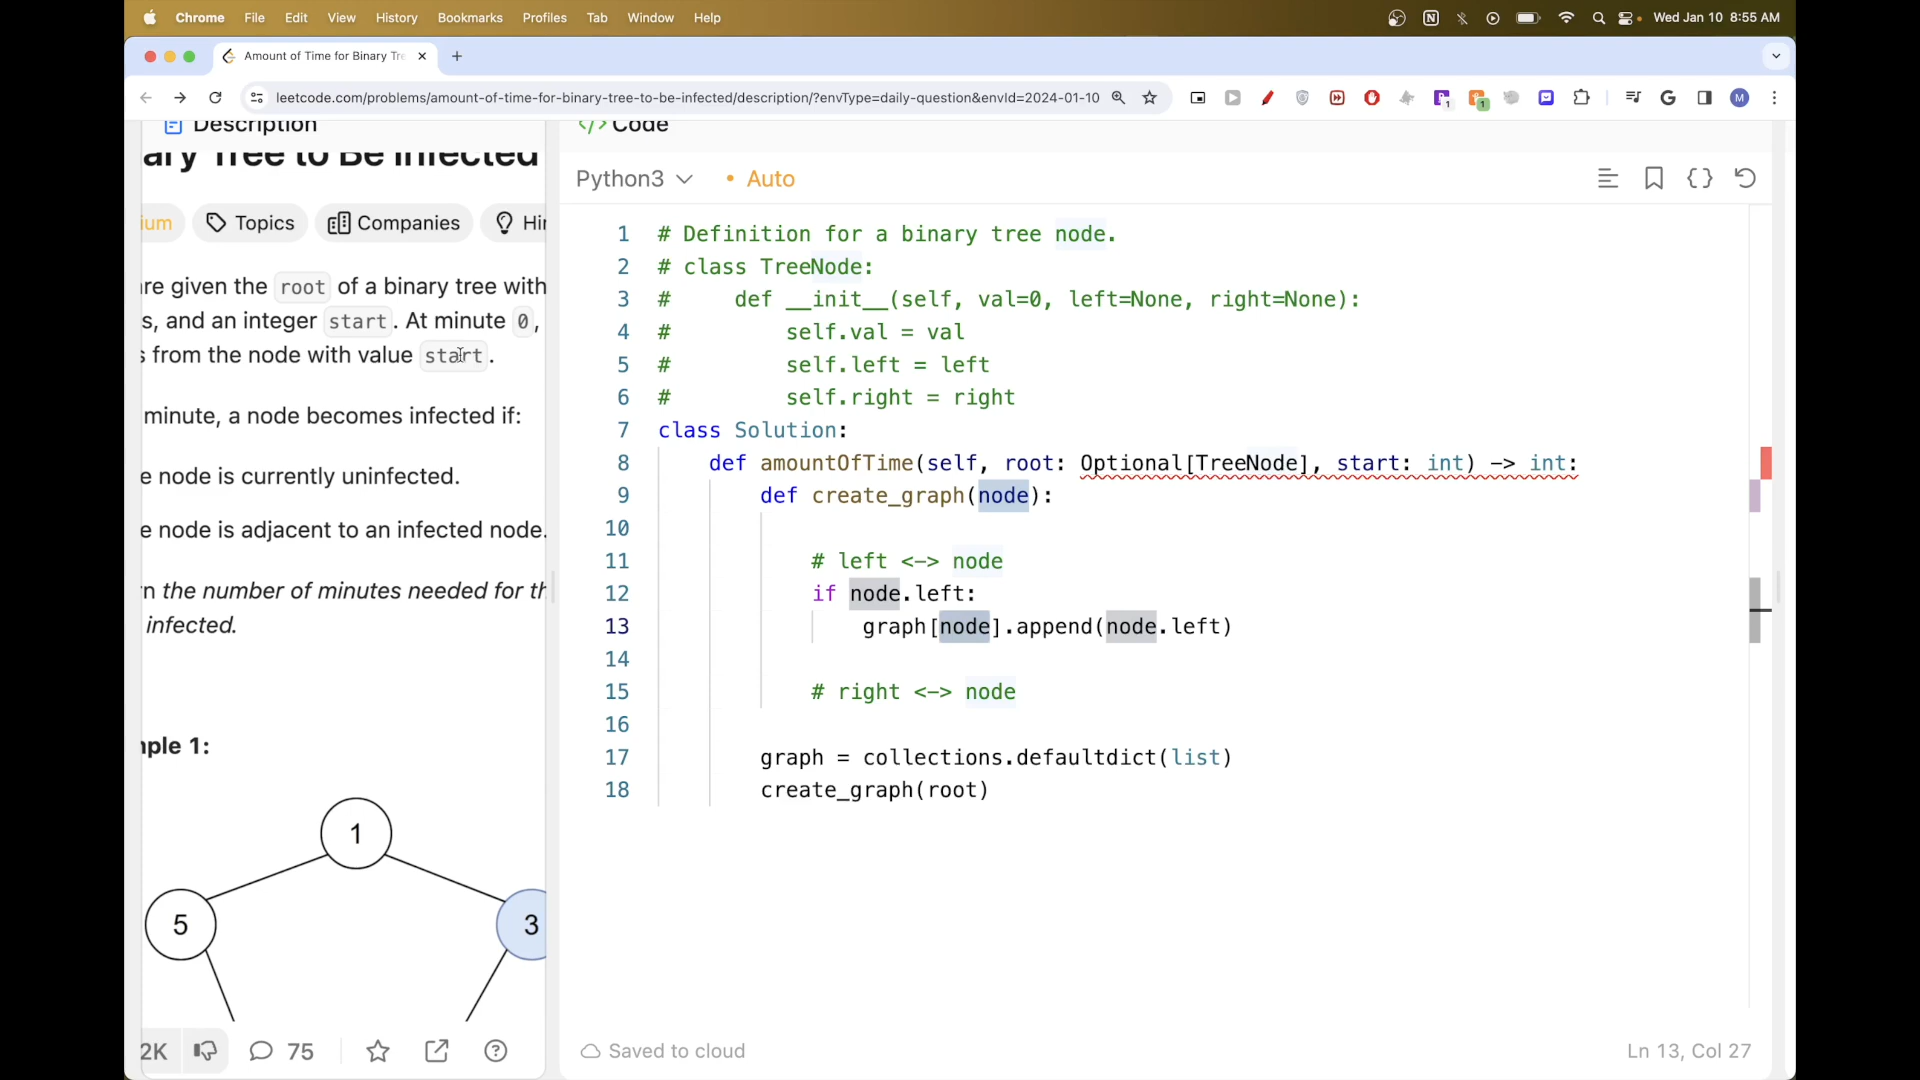 Chrome File Edit View History Bookmarks Profiles Tab Window Help Wed Jan 10 8:55 AM
Amount of Time for Binary Tre
leetcode.com/problems/amount-of-time-for-binary-tree-to-be-infected/description/?envType=daily-question&envId=2024-01-10
Description
ary Tree to Be Infected
ium Topics Companies Hin
re given the root of a binary tree with
s, and an integer start. At minute 0,
s from the node with value start.
minute, a node becomes infected if:
e node is currently uninfected.
e node is adjacent to an infected node.
n the number of minutes needed for th
infected.
nple 1:
1
5 3
2K 75
</> Code
Python3 • Auto
1 # Definition for a binary tree node.
2 # class TreeNode:
3 # def __init__(self, val=0, left=None, right=None):
4 # self.val = val
5 # self.left = left
6 # self.right = right
7 class Solution:
8 def amountOfTime(self, root: Optional[TreeNode], start: int) -> int:
9 def create_graph(node):
10
11 # left <-> node
12 if node.left:
13 graph[node].append(node.left)
14
15 # right <-> node
16
17 graph = collections.defaultdict(list)
18 create_graph(root)
Saved to cloud Ln 13, Col 27